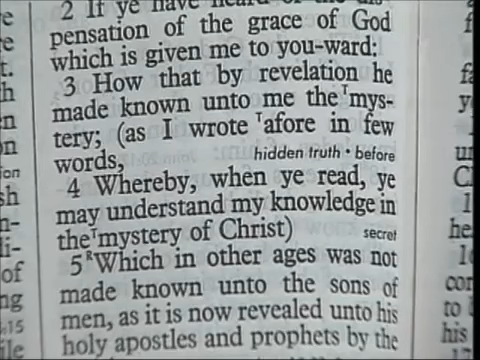 2 If ye have heard of the dis-
pensation of the grace of God
which is given me to you-ward:
3 How that by revelation he
made known unto me the ᵀmys-
tery; (as I wrote ᵀafore in few
words, hidden truth · before
4 Whereby, when ye read, ye
may understand my knowledge in
the ᵀmystery of Christ) secret
5 ᴿWhich in other ages was not
made known unto the sons of
men, as it is now revealed unto his
holy apostles and prophets by the